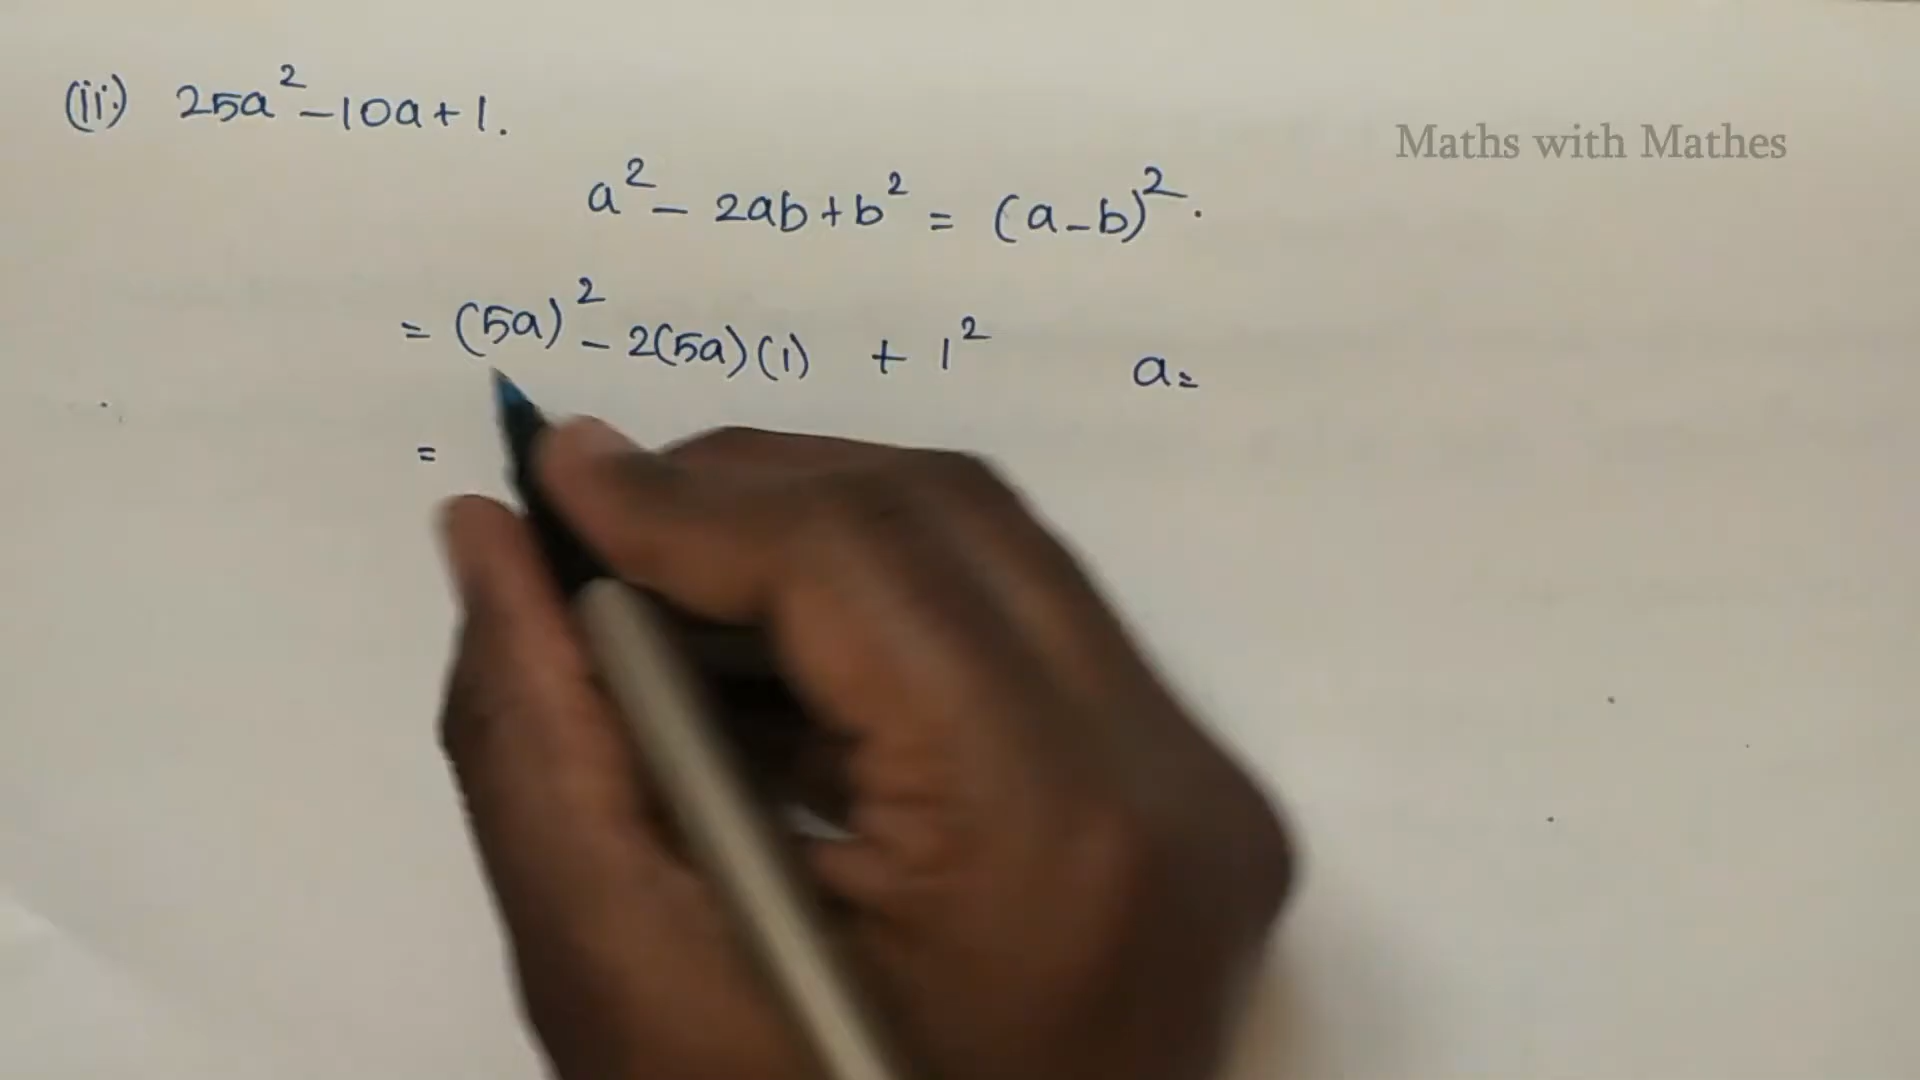 (ii) 25a² - 10a + 1.
Maths with Mathes
a² - 2ab + b² = (a - b)².
= (5a)² - 2(5a)(1) + 1² a =
=